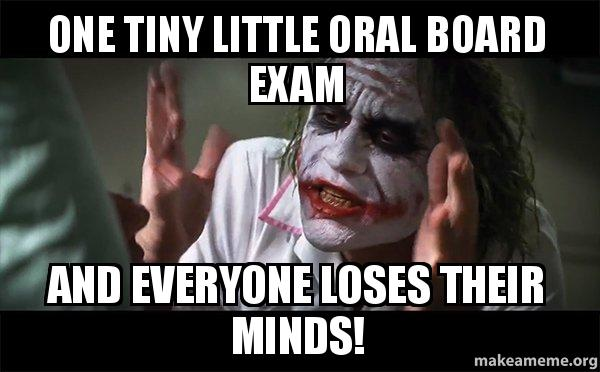 ONE TINY LITTLE ORAL BOARD
EXAM
AND EVERYONE LOSES THEIR
MINDS!
makeameme.org